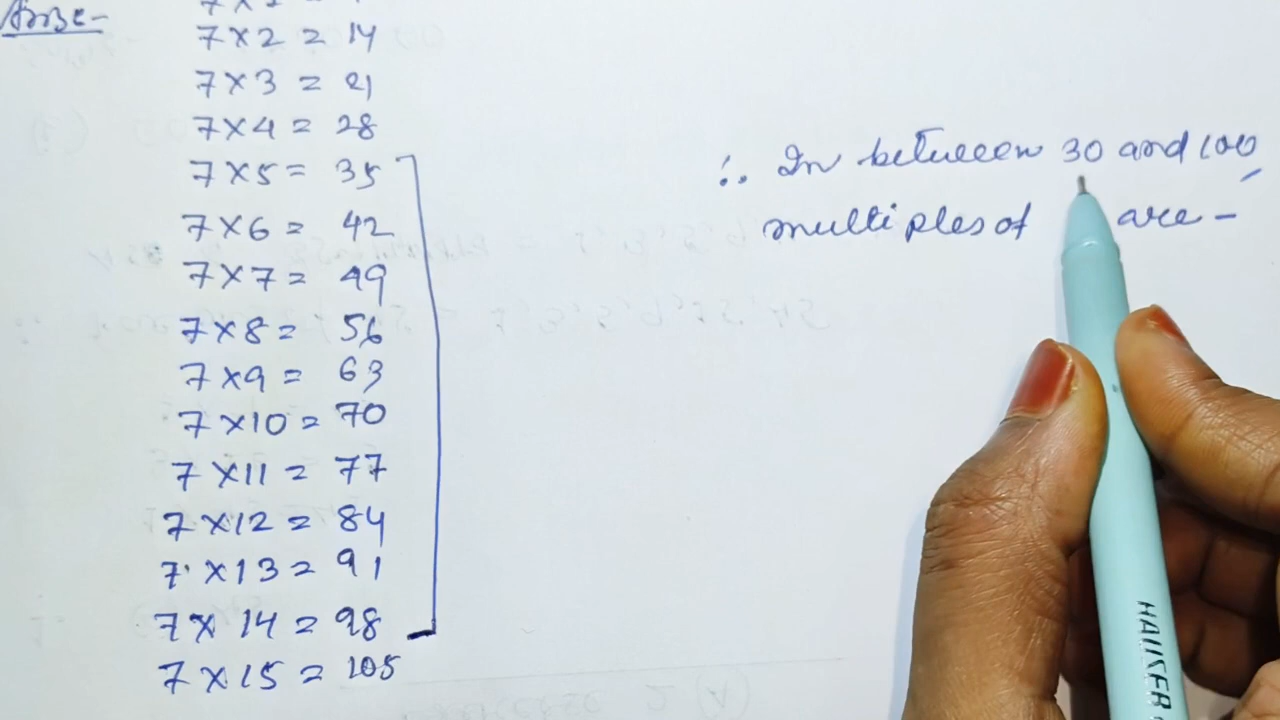 7 × 2 = 14
7 × 3 = 21
7 × 4 = 28
7 × 5 = 35
7 × 6 = 42
7 × 7 = 49
7 × 8 = 56
7 × 9 = 63
7 × 10 = 70
7 × 11 = 77
7 × 12 = 84
7 × 13 = 91
7 × 14 = 98
7 × 15 = 105
∴ In between 30 and 100
multiples of are -
HAUSER